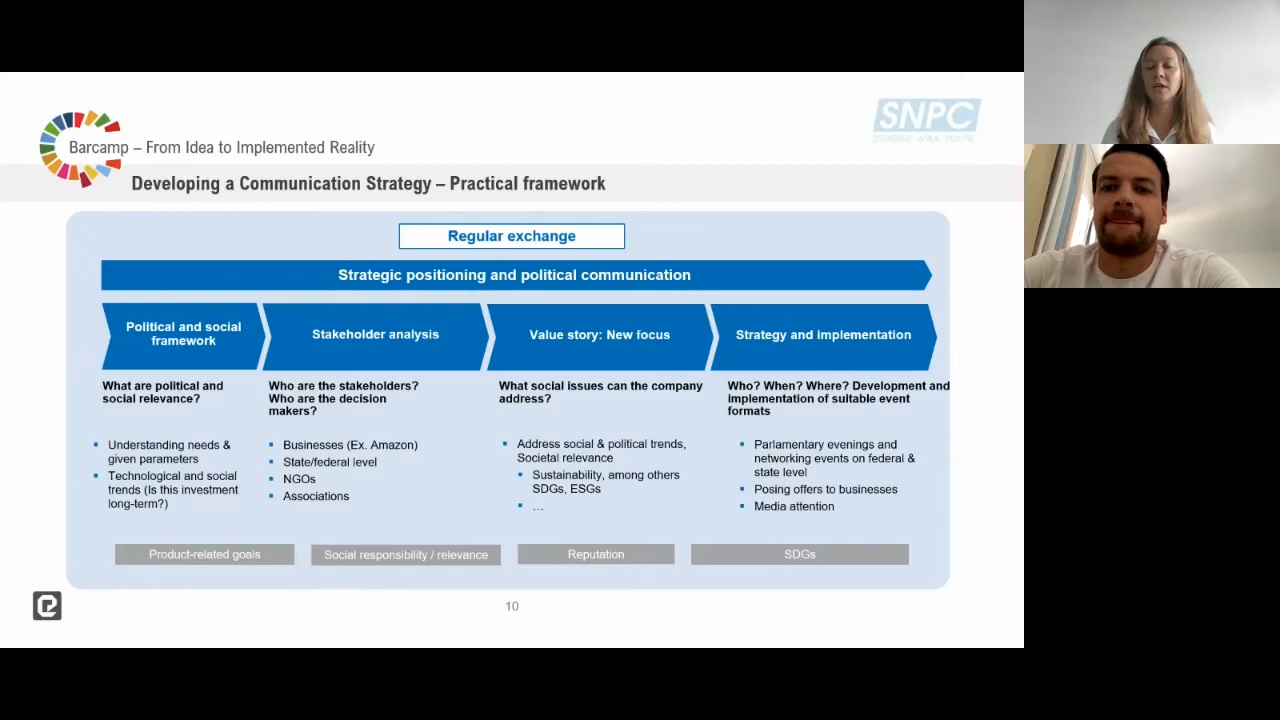 SNPC
Barcamp – From Idea to Implemented Reality
Developing a Communication Strategy – Practical framework
Regular exchange
Strategic positioning and political communication
Political and social
framework
Stakeholder analysis
Value story: New focus
Strategy and implementation
What are political and
social relevance?
Who are the stakeholders?
Who are the decision
makers?
What social issues can the company
address?
Who? When? Where? Development and
implementation of suitable event
formats
Understanding needs &
given parameters
Technological and social
trends (Is this investment
long-term?)
Businesses (Ex. Amazon)
State/federal level
NGOs
Associations
Address social & political trends,
Societal relevance
Sustainability, among others
SDGs, ESGs
...
Parlamentary evenings and
networking events on federal &
state level
Posing offers to businesses
Media attention
Product-related goals
Social responsibility / relevance
Reputation
SDGs
10